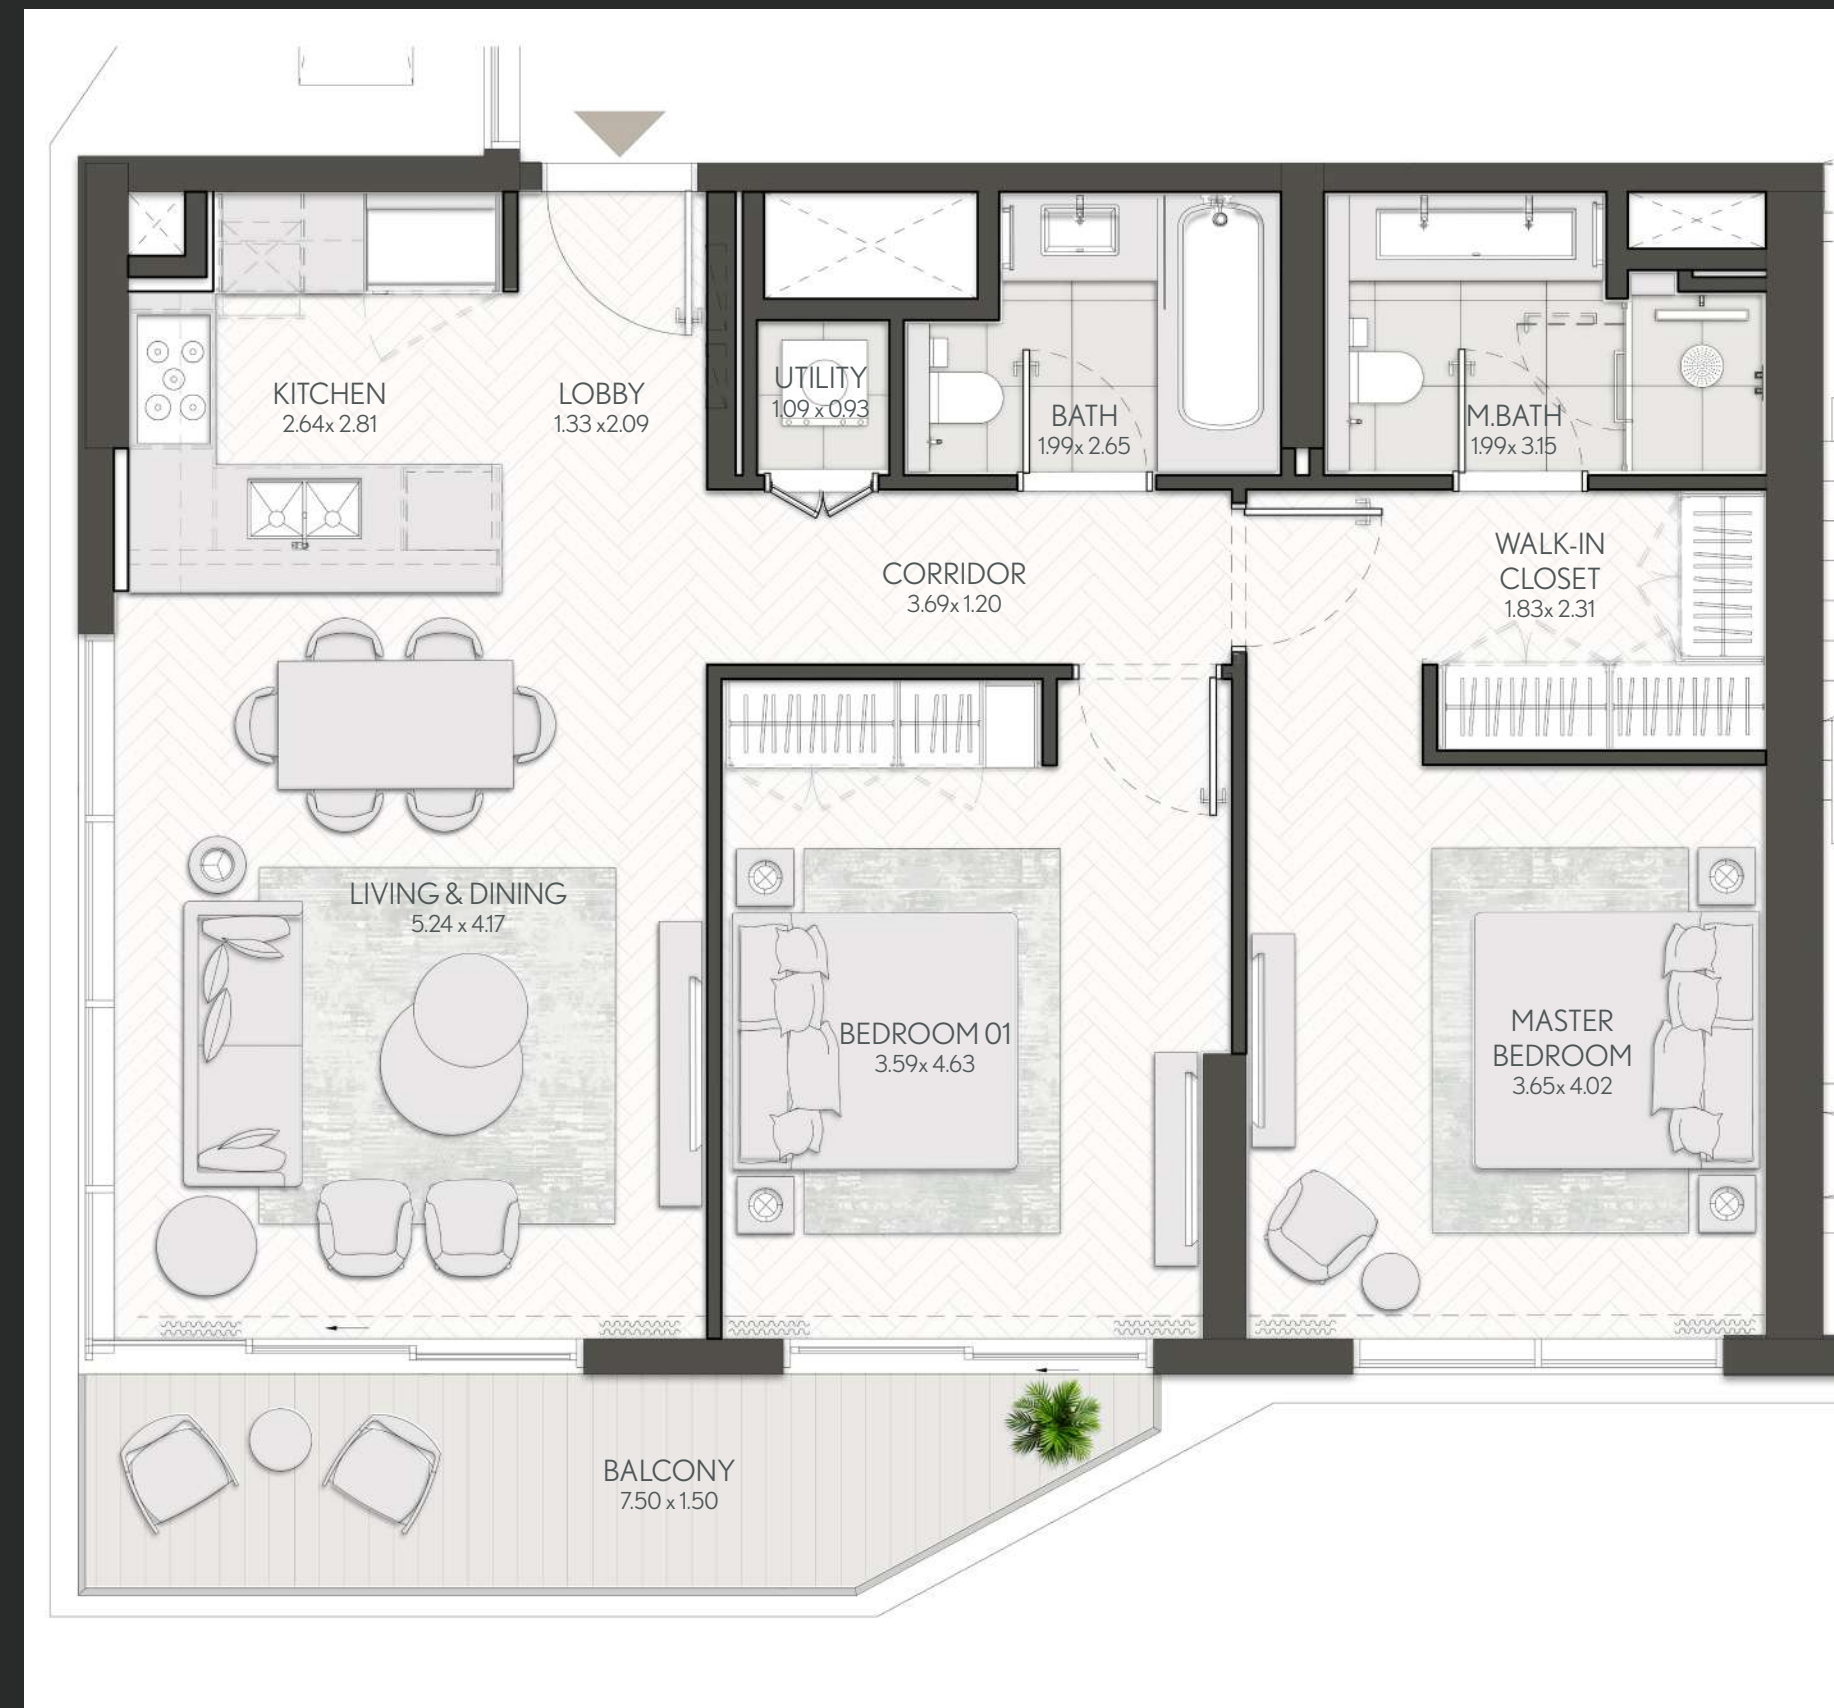 KITCHEN
2.64x 2.81
LOBBY
1.33 x2.09
UTILITY
1.09 x 0.93
BATH
1.99x 2.65
M.BATH
1.99x 3.15
CORRIDOR
3.69x 1.20
WALK-IN
CLOSET
1.83x 2.31
LIVING & DINING
5.24 x 4.17
BEDROOM 01
3.59x 4.63
MASTER
BEDROOM
3.65x 4.02
BALCONY
7.50 x 1.50